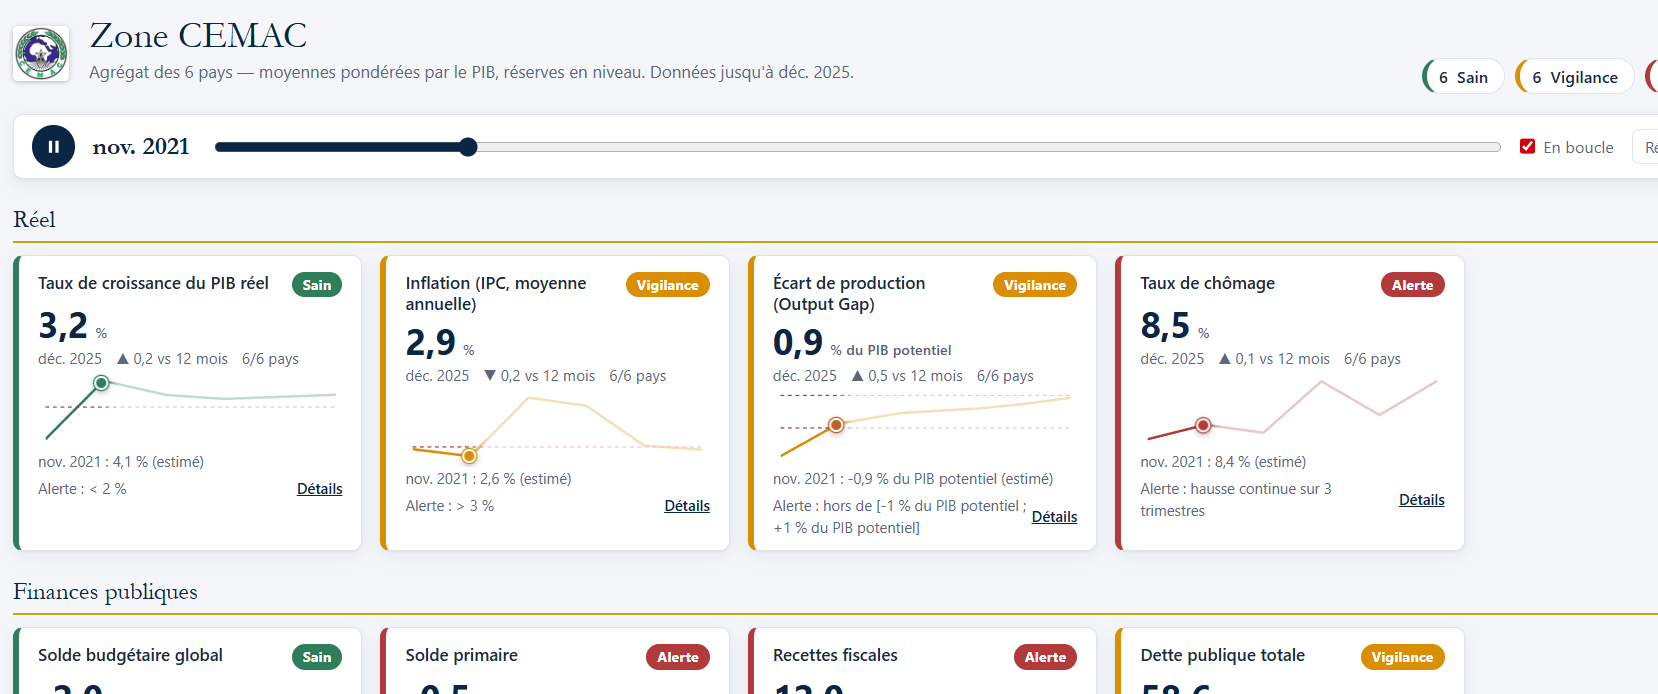 Zone CEMAC
Agrégat des 6 pays — moyennes pondérées par le PIB, réserves en niveau. Données jusqu'à déc. 2025.
6 Sain
6 Vigilance
nov. 2021
En boucle
Réel
Taux de croissance du PIB réel
Sain
3,2 %
déc. 2025 ▲ 0,2 vs 12 mois 6/6 pays
nov. 2021 : 4,1 % (estimé)
Alerte : < 2 %
Détails
Inflation (IPC, moyenne
annuelle)
Vigilance
2,9 %
déc. 2025 ▼ 0,2 vs 12 mois 6/6 pays
nov. 2021 : 2,6 % (estimé)
Alerte : > 3 %
Détails
Écart de production
(Output Gap)
Vigilance
0,9 % du PIB potentiel
déc. 2025 ▲ 0,5 vs 12 mois 6/6 pays
nov. 2021 : -0,9 % du PIB potentiel (estimé)
Alerte : hors de [-1 % du PIB potentiel ;
+1 % du PIB potentiel]
Détails
Taux de chômage
Alerte
8,5 %
déc. 2025 ▲ 0,1 vs 12 mois 6/6 pays
nov. 2021 : 8,4 % (estimé)
Alerte : hausse continue sur 3
trimestres
Détails
Finances publiques
Solde budgétaire global
Sain
Solde primaire
Alerte
Recettes fiscales
Alerte
Dette publique totale
Vigilance